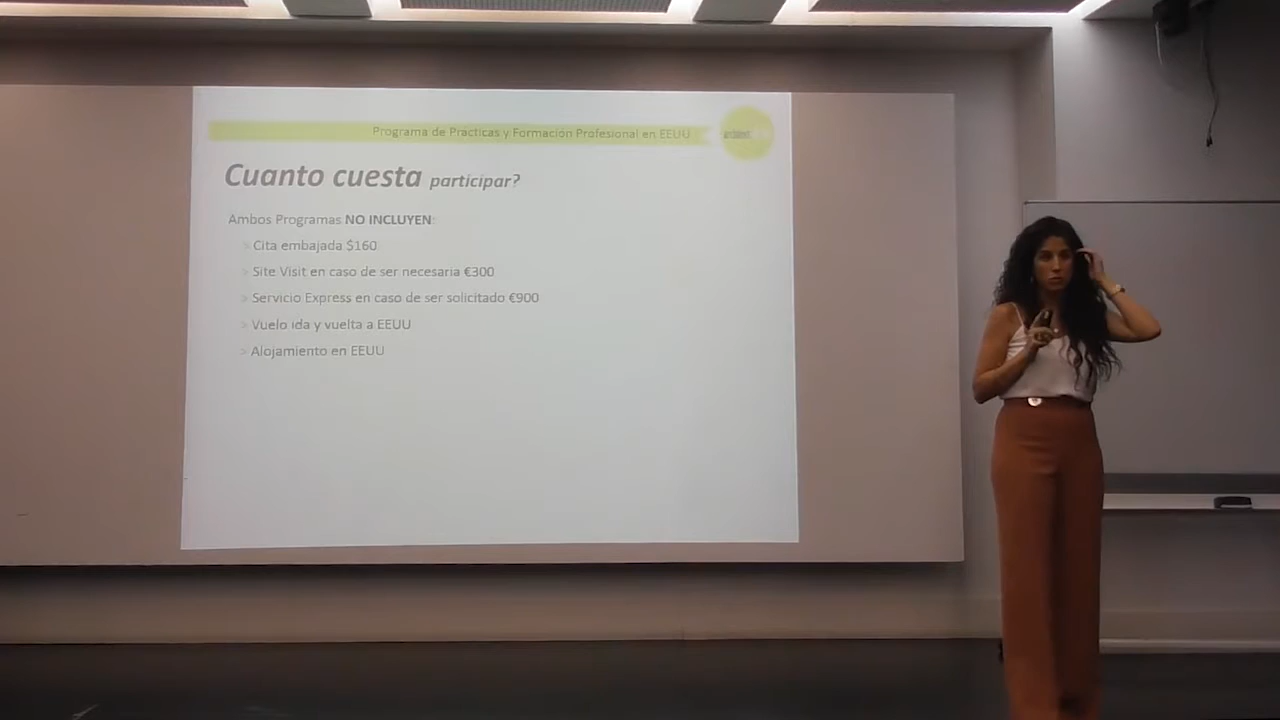 Programa de Practicas y Formación Profesional en EEUU
Cuanto cuesta participar?
Ambos Programas NO INCLUYEN:
> Cita embajada $160
> Site Visit en caso de ser necesaria €300
> Servicio Express en caso de ser solicitado €900
> Vuelo ida y vuelta a EEUU
> Alojamiento en EEUU